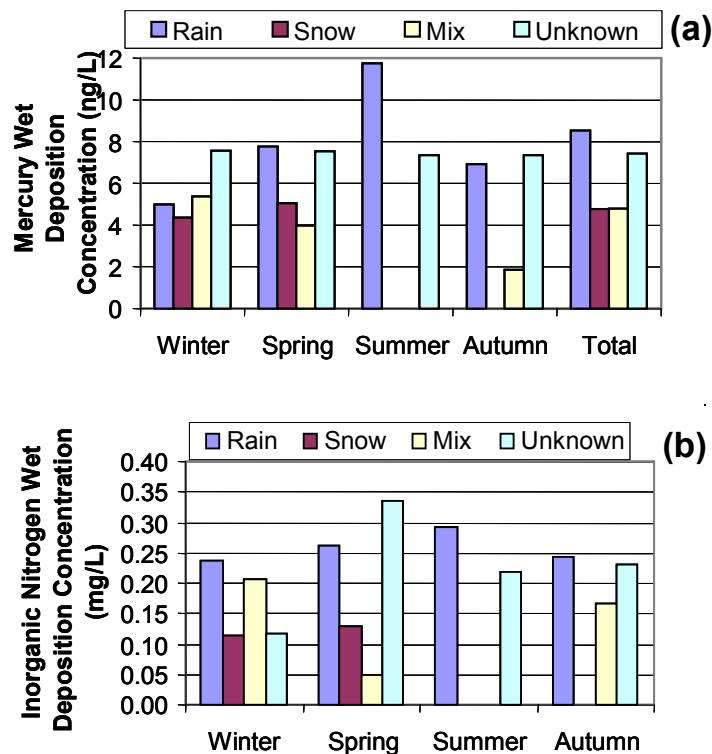 Rain Snow Mix Unknown (a)
Mercury Wet
Deposition
Concentration (ng/L)
12
10
8
6
4
2
0
Winter Spring Summer Autumn Total
Rain Snow Mix Unknown (b)
Inorganic Nitrogen Wet
Deposition Concentration
(mg/L)
0.40
0.35
0.30
0.25
0.20
0.15
0.10
0.05
0.00
Winter Spring Summer Autumn